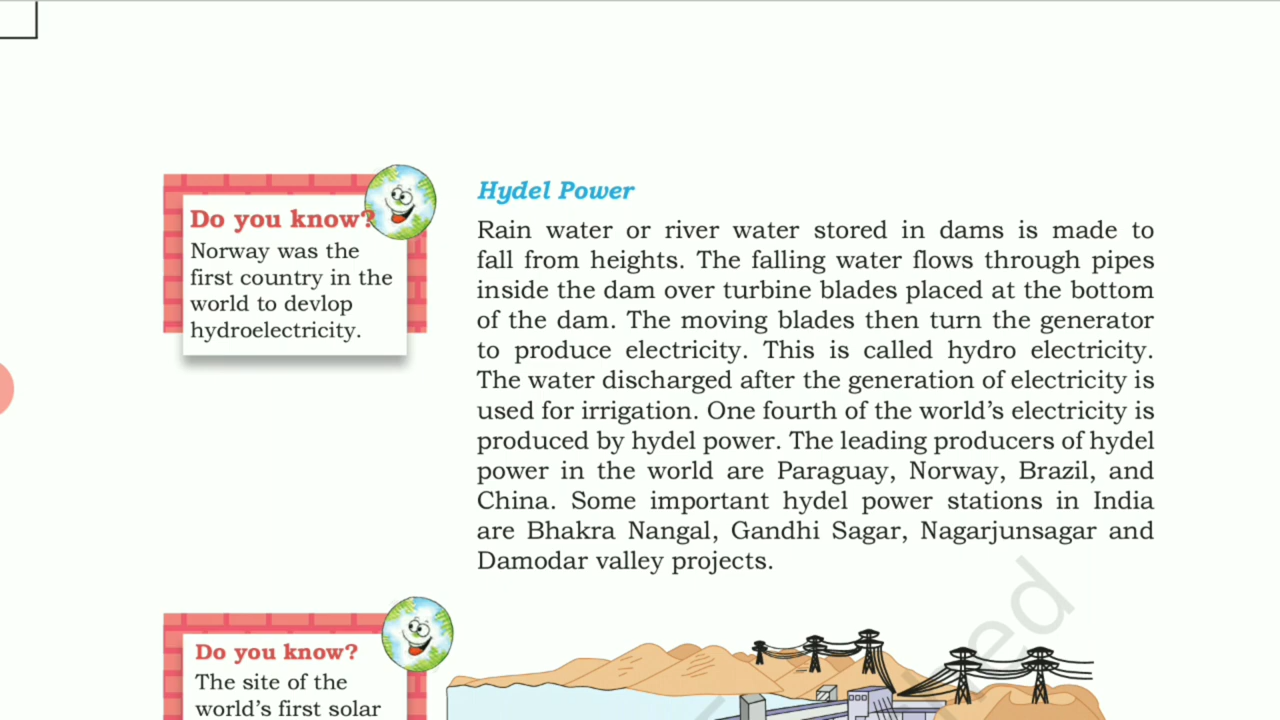 Do you know?
Norway was the
first country in the
world to devlop
hydroelectricity.
Hydel Power
Rain water or river water stored in dams is made to
fall from heights. The falling water flows through pipes
inside the dam over turbine blades placed at the bottom
of the dam. The moving blades then turn the generator
to produce electricity. This is called hydro electricity.
The water discharged after the generation of electricity is
used for irrigation. One fourth of the world's electricity is
produced by hydel power. The leading producers of hydel
power in the world are Paraguay, Norway, Brazil, and
China. Some important hydel power stations in India
are Bhakra Nangal, Gandhi Sagar, Nagarjunsagar and
Damodar valley projects.
Do you know?
The site of the
world's first solar